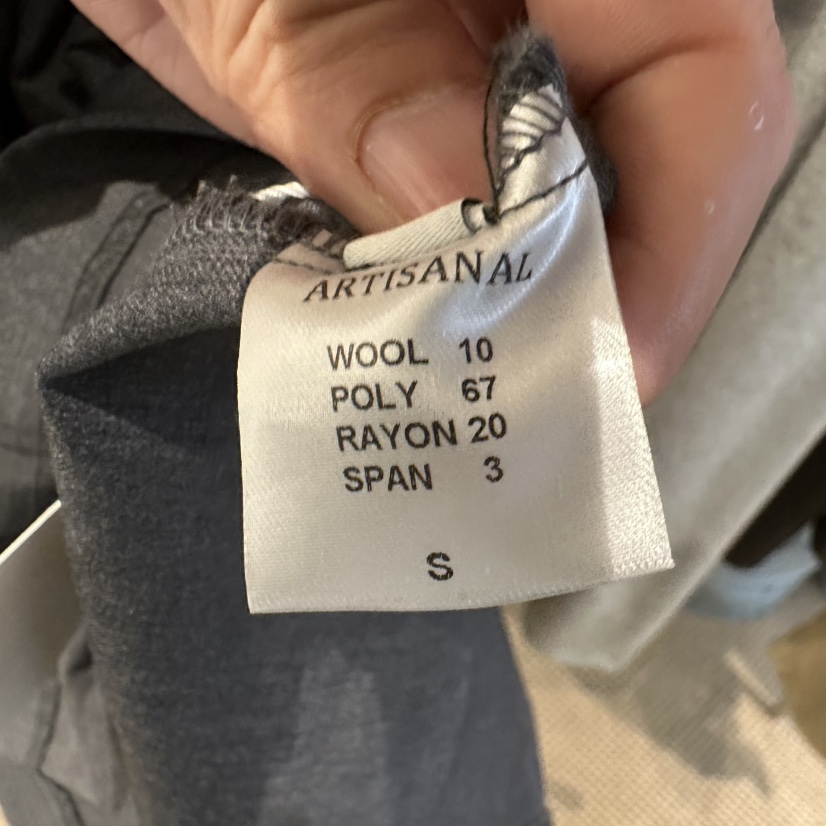 ARTISANAL
WOOL 10
POLY 67
RAYON 20
SPAN 3
S